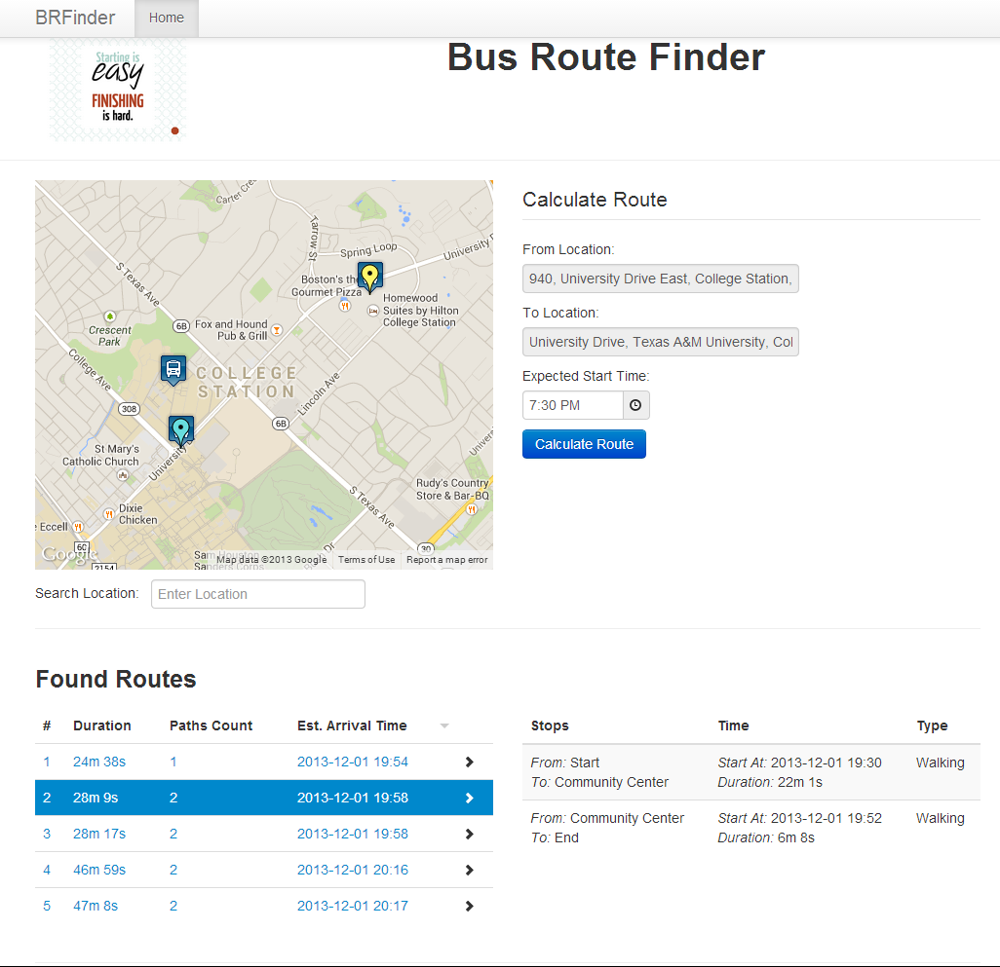 BRFinder
Home
Starting is
easy
FINISHING
is hard.
Bus Route Finder
Carter Cre
Tarrow St
Spring Loop
University D
S Texas Ave
Boston's the
Gourmet Pizza
Homewood
Suites by Hilton
College Station
Crescent
Park
6B
Fox and Hound
Pub & Grill
College Ave
COLLEGE
STATION
Lincoln Ave
308
6B
St Mary's
Catholic Church
University
Univers
Dixie
Chicken
S Texas Ave
Rudy's Country
Store & Bar-BQ
e Eccell
60
30
2154
Google
Sam Houston
Sanders Corps
Map data ©2013 Google
Terms of Use
Report a map error
Search Location:
Enter Location
Calculate Route
From Location:
940, University Drive East, College Station,
To Location:
University Drive, Texas A&M University, Col
Expected Start Time:
7:30 PM
Calculate Route
Found Routes
# Duration Paths Count Est. Arrival Time
1 24m 38s 1 2013-12-01 19:54
2 28m 9s 2 2013-12-01 19:58
3 28m 17s 2 2013-12-01 19:58
4 46m 59s 2 2013-12-01 20:16
5 47m 8s 2 2013-12-01 20:17
Stops Time Type
From: Start Start At: 2013-12-01 19:30 Walking
To: Community Center Duration: 22m 1s
From: Community Center Start At: 2013-12-01 19:52 Walking
To: End Duration: 6m 8s